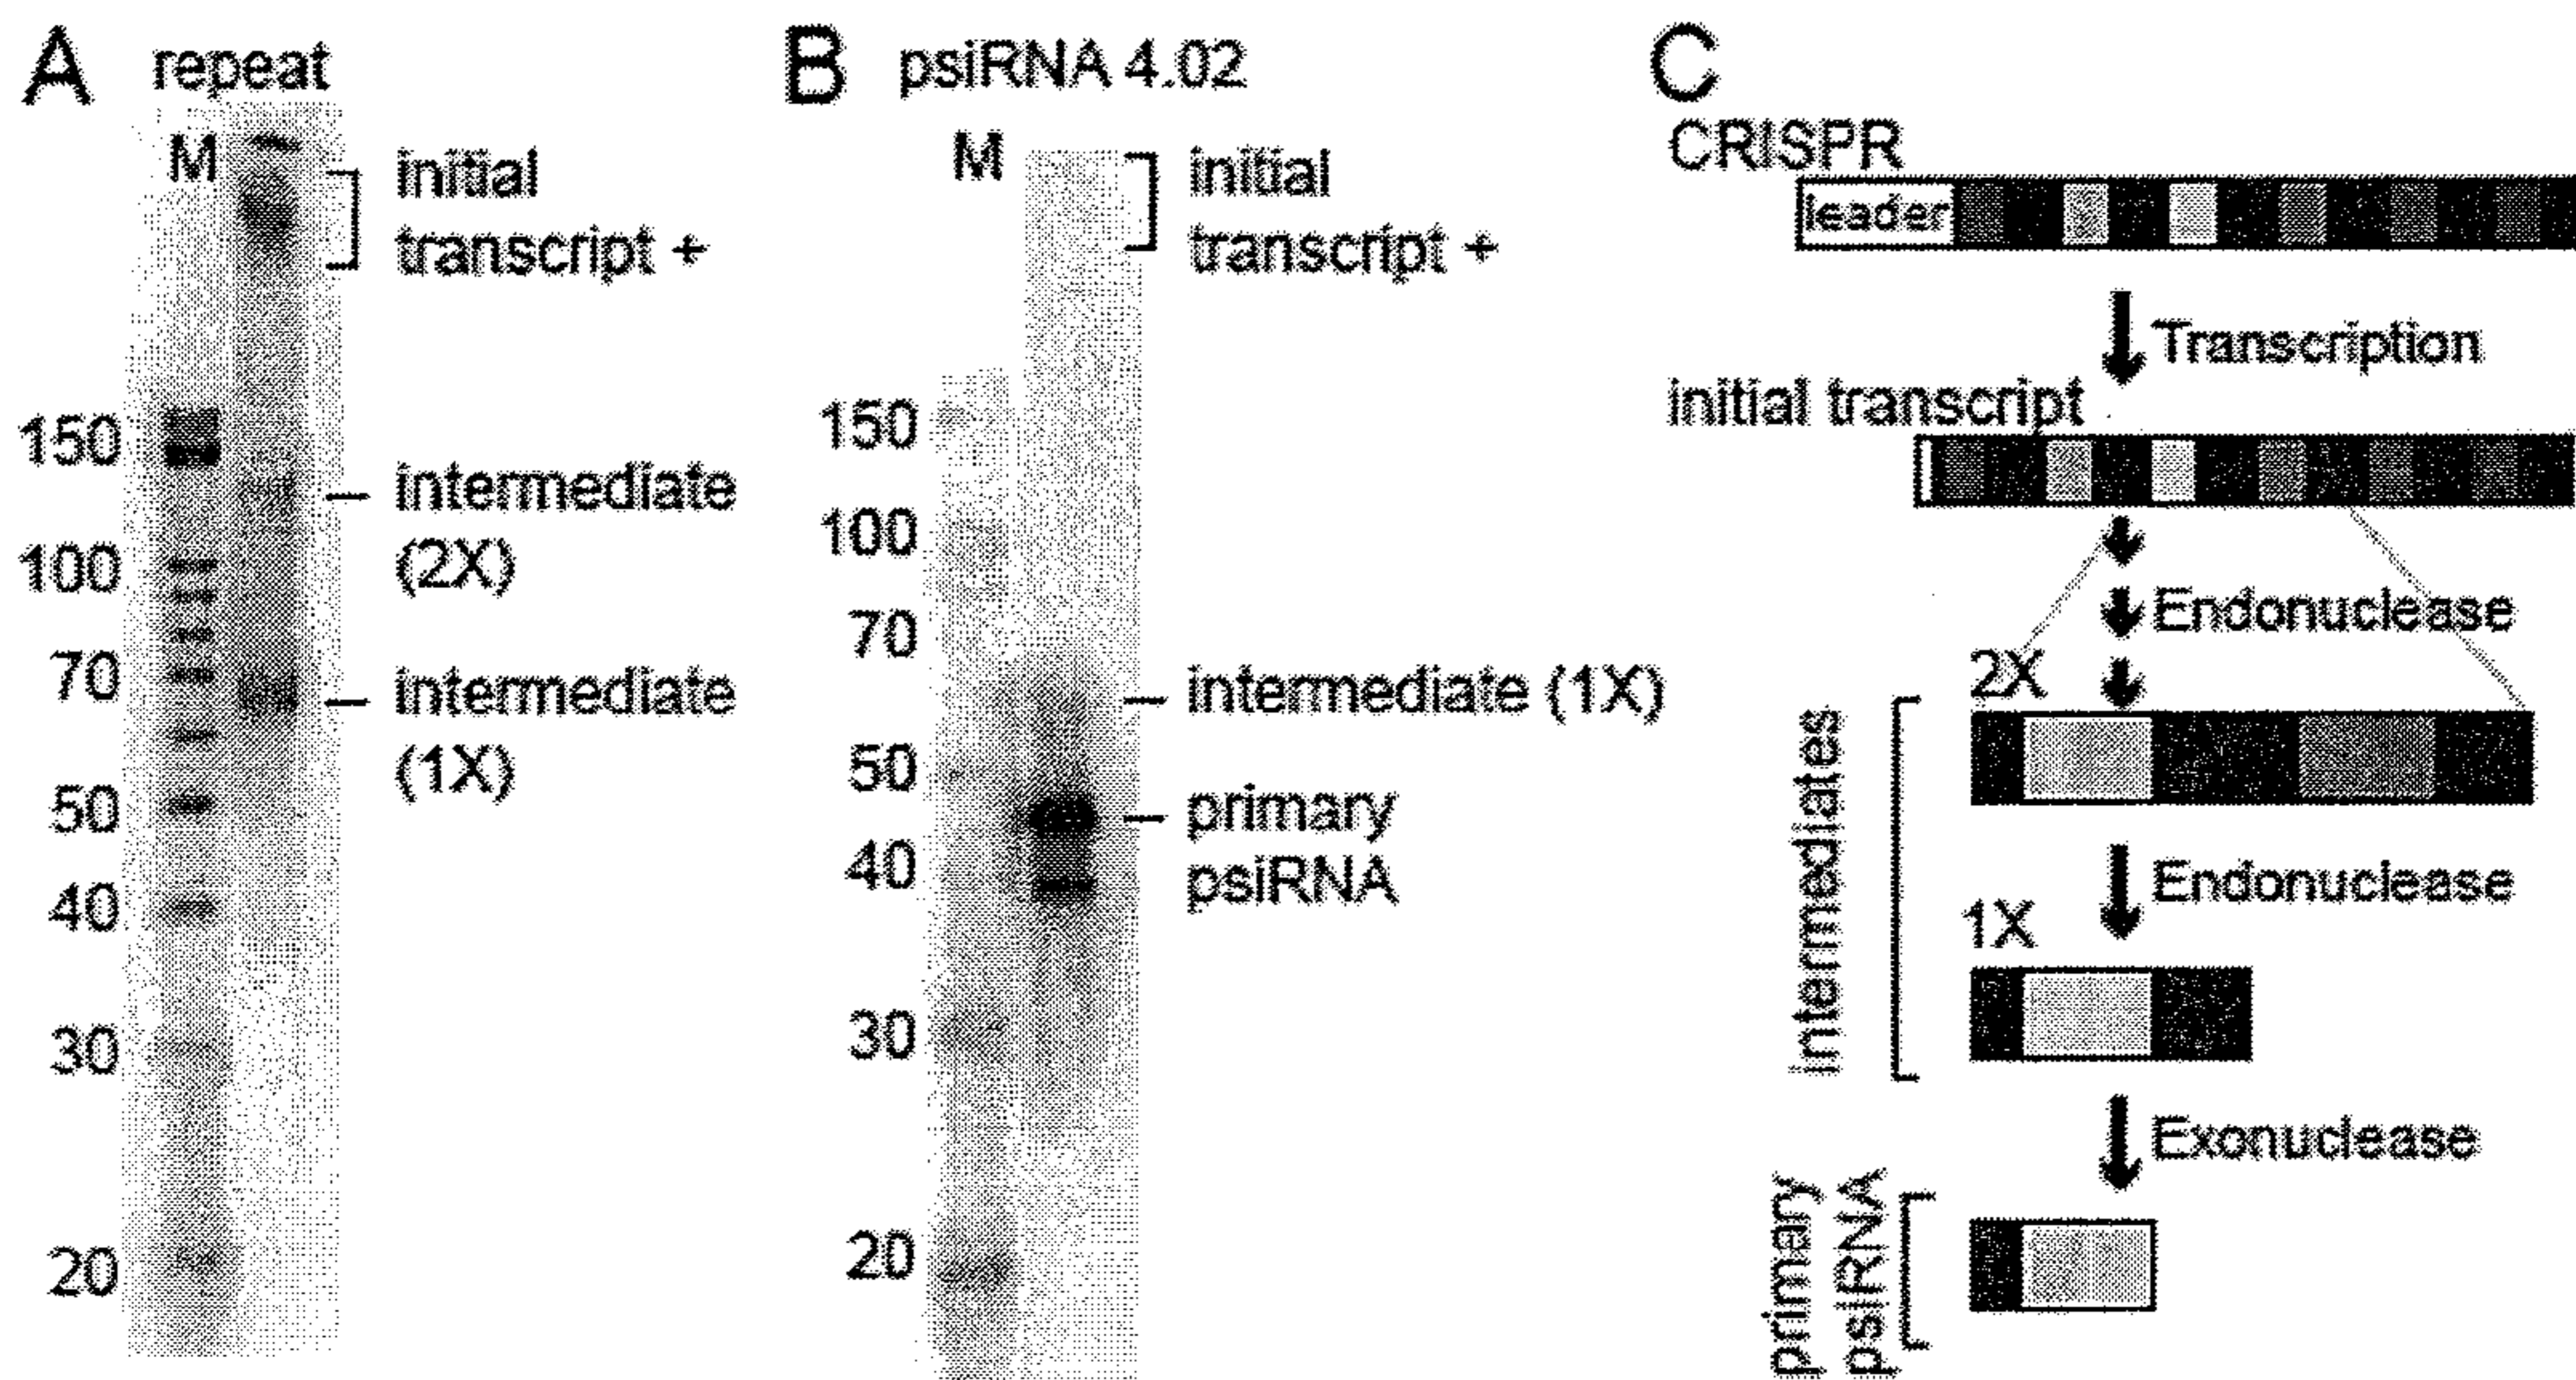 A
repeat
M
initial
transcript +
150
intermediate
(2X)
100
70
intermediate
(1X)
50
40
30
20
B
psiRNA 4.02
M
initial
transcript +
150
100
70
intermediate (1X)
50
primary
psiRNA
40
30
20
C
CRISPR
leader
Transcription
initial transcript
Endonuclease
2X
Intermediates
Endonuclease
1X
Exonuclease
primary
psiRNA